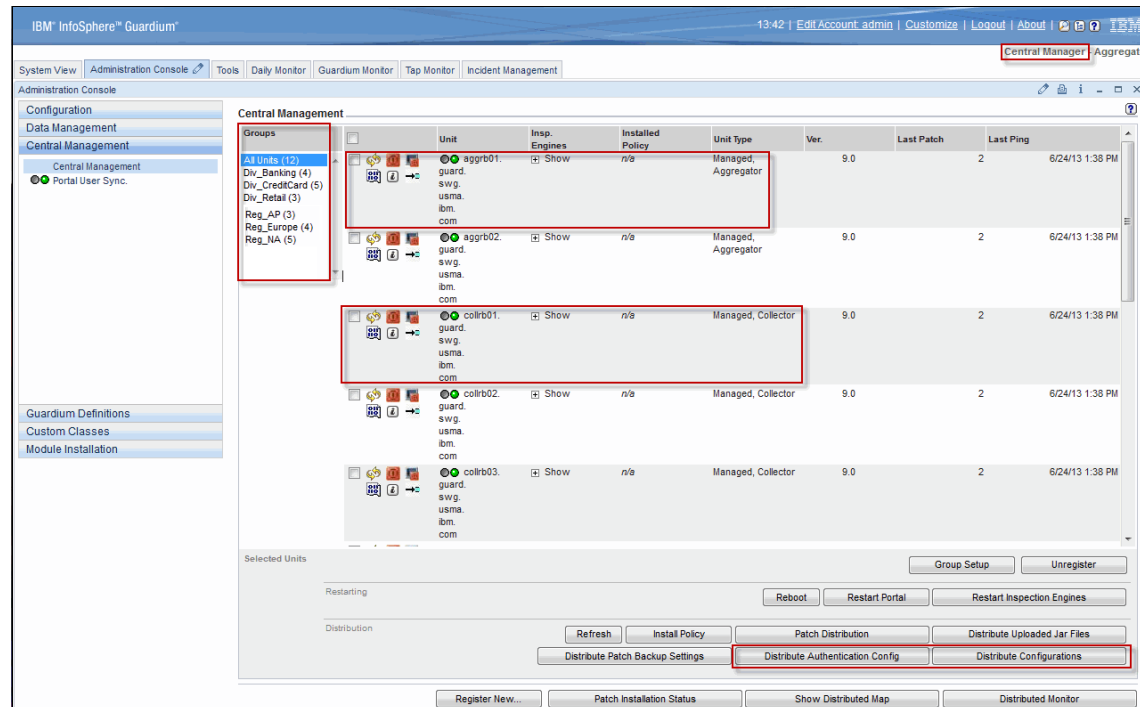 IBM® InfoSphere™ Guardium®
13:42 | Edit Account: admin | Customize | Logout | About |
IBM
Central Manager - Aggregat
System View
Administration Console
Tools
Daily Monitor
Guardium Monitor
Tap Monitor
Incident Management
Administration Console
Configuration
Data Management
Central Management
Central Management
Portal User Sync.
Guardium Definitions
Custom Classes
Module Installation
Central Management
Groups
All Units (12)
Div_Banking (4)
Div_CreditCard (5)
Div_Retail (3)
Reg_AP (3)
Reg_Europe (4)
Reg_NA (5)
Unit Insp. Engines Installed Policy Unit Type Ver. Last Patch Last Ping
aggrb01. Show n/a Managed, 9.0 2 6/24/13 1:38 PM
guard. Aggregator
swg.
usma.
ibm.
com
aggrb02. Show n/a Managed, 9.0 2 6/24/13 1:38 PM
guard. Aggregator
swg.
usma.
ibm.
com
collrb01. Show n/a Managed, Collector 9.0 2 6/24/13 1:38 PM
guard.
swg.
usma.
ibm.
com
collrb02. Show n/a Managed, Collector 9.0 2 6/24/13 1:38 PM
guard.
swg.
usma.
ibm.
com
collrb03. Show n/a Managed, Collector 9.0 2 6/24/13 1:38 PM
guard.
swg.
usma.
ibm.
com
Selected Units
Group Setup
Unregister
Restarting
Reboot
Restart Portal
Restart Inspection Engines
Distribution
Refresh
Install Policy
Patch Distribution
Distribute Uploaded Jar Files
Distribute Patch Backup Settings
Distribute Authentication Config
Distribute Configurations
Register New...
Patch Installation Status
Show Distributed Map
Distributed Monitor